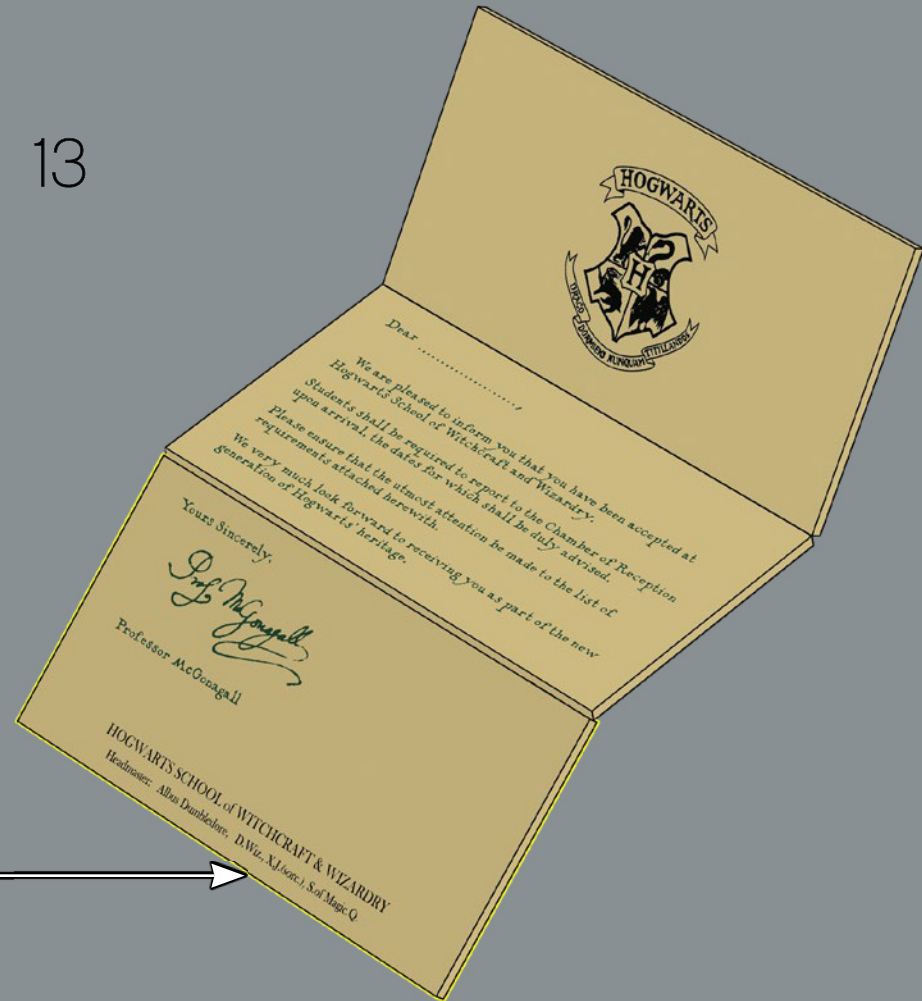 13
HOGWARTS
H
DRACO DORMIENS NUNQUAM TITILLANDUS
Dear ....................,
We are pleased to inform you that you have been accepted at
Hogwarts School of Witchcraft and Wizardry.
Students shall be required to report to the Chamber of Reception
upon arrival, the dates for which shall be duly advised.
Please ensure that the utmost attention be made to the list of
requirements attached herewith.
We very much look forward to receiving you as part of the new
generation of Hogwarts' heritage.
Yours Sincerely,
Prof. McGonagall
Professor McGonagall
HOGWARTS SCHOOL of WITCHCRAFT & WIZARDRY
Headmaster: Albus Dumbledore, D.Wiz., X.J.(sorc.), S.of Magic.Q.